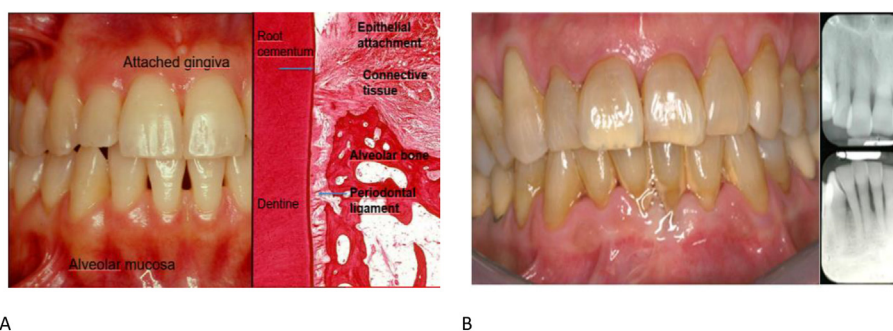 Attached gingiva
Alveolar mucosa
Root
cementum
Epithelial
attachment
Connective
tissue
Alveolar bone
Dentine
Periodontal
ligament
A
B